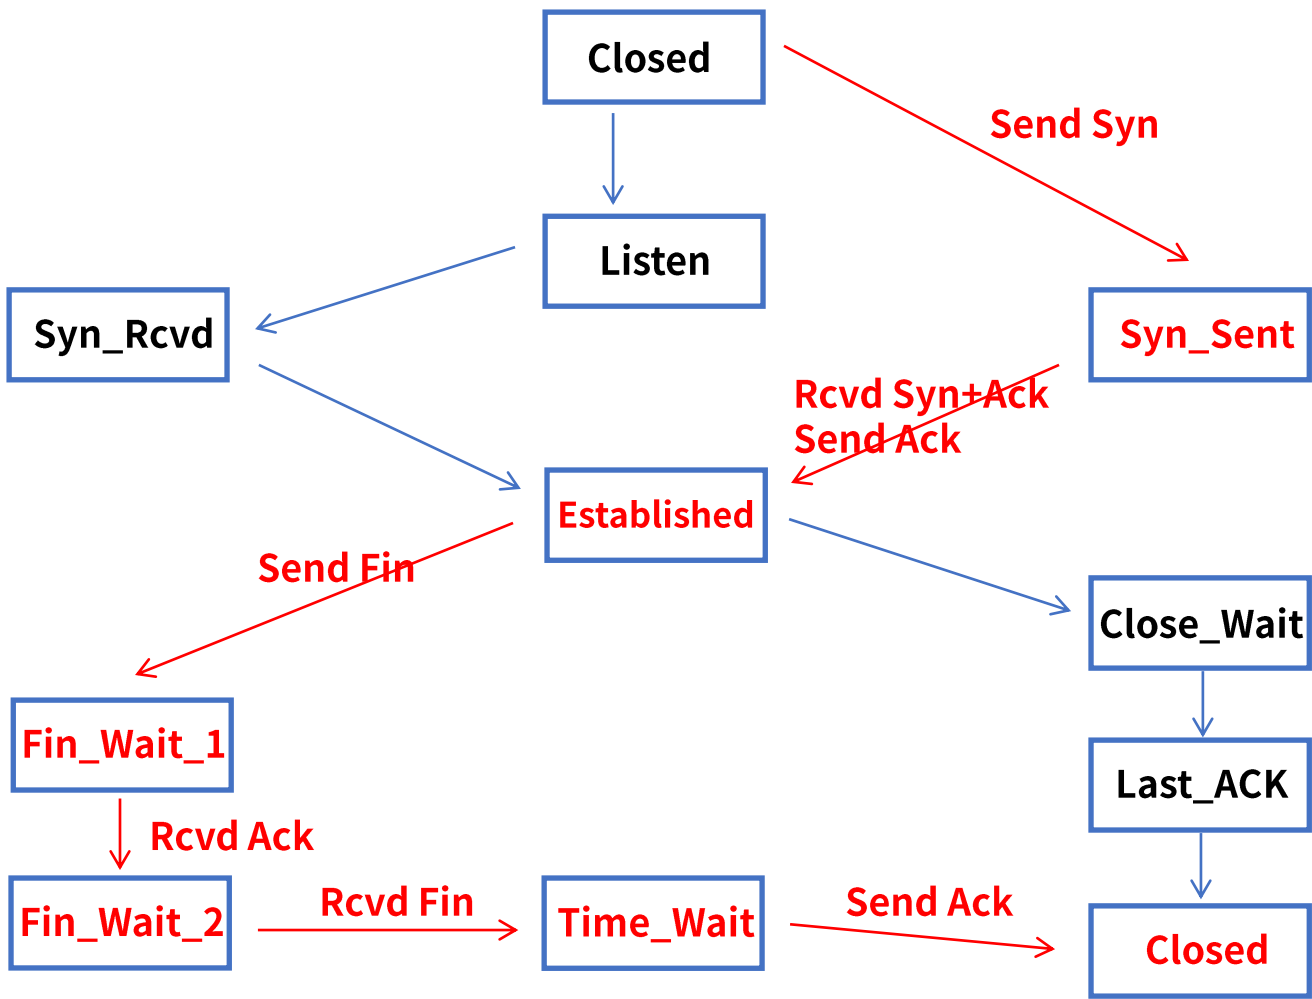 Closed
Send Syn
Listen
Syn_Rcvd
Syn_Sent
Rcvd Syn+Ack
Send Ack
Established
Send Fin
Close_Wait
Fin_Wait_1
Last_ACK
Rcvd Ack
Fin_Wait_2
Rcvd Fin
Time_Wait
Send Ack
Closed